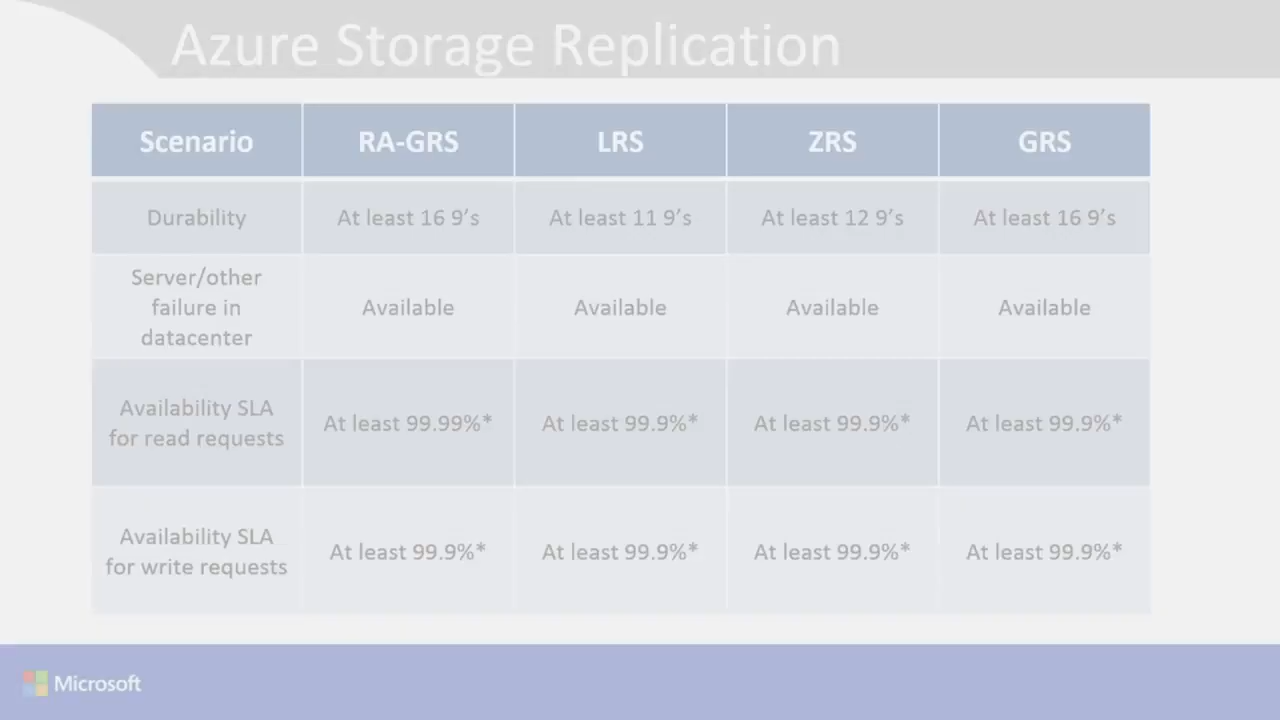 Azure Storage Replication
Scenario RA-GRS LRS ZRS GRS
Durability At least 16 9’s At least 11 9’s At least 12 9’s At least 16 9’s
Server/other
failure in Available Available Available Available
datacenter
Availability SLA
for read requests At least 99.99%* At least 99.9%* At least 99.9%* At least 99.9%*
Availability SLA
for write requests At least 99.9%* At least 99.9%* At least 99.9%* At least 99.9%*
Microsoft